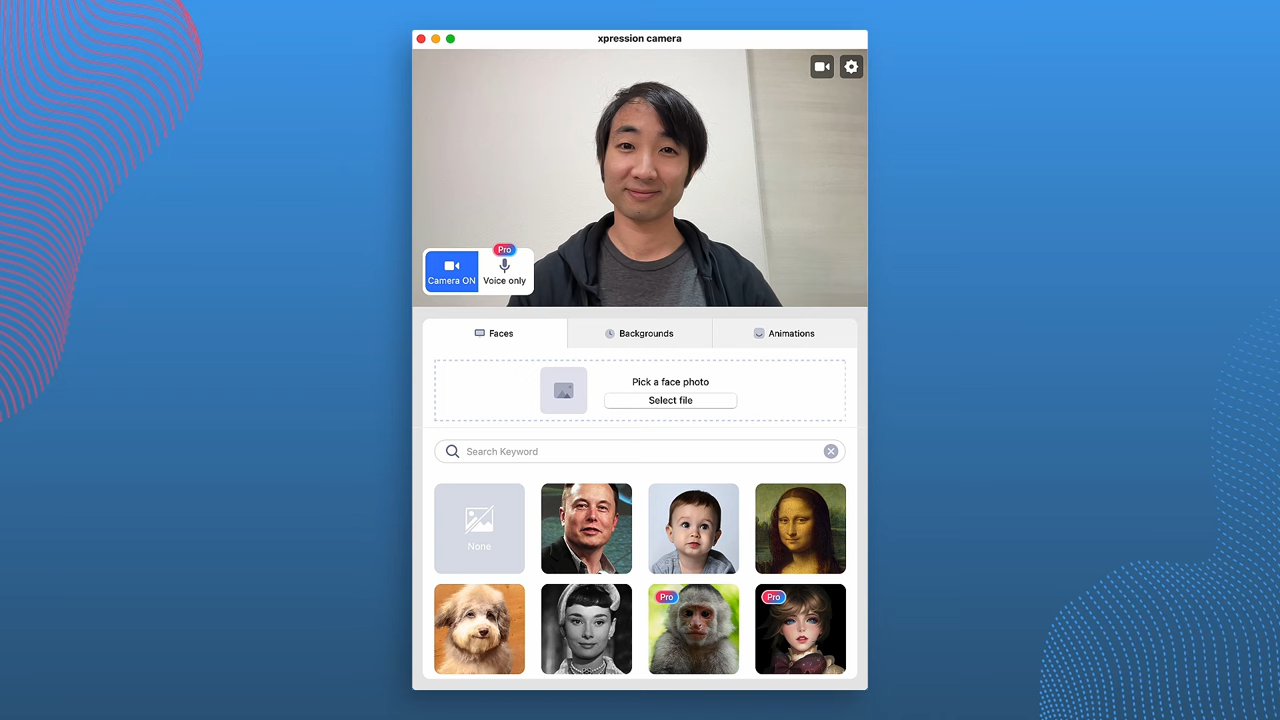 xpression camera
Pro
Camera ON
Voice only
Faces
Backgrounds
Animations
Pick a face photo
Select file
Search Keyword
None
Pro
Pro